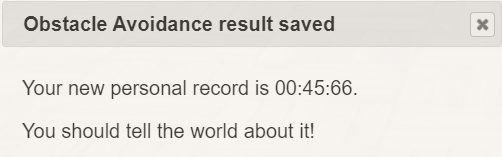 Obstacle Avoidance result saved
Your new personal record is 00:45:66.
You should tell the world about it!